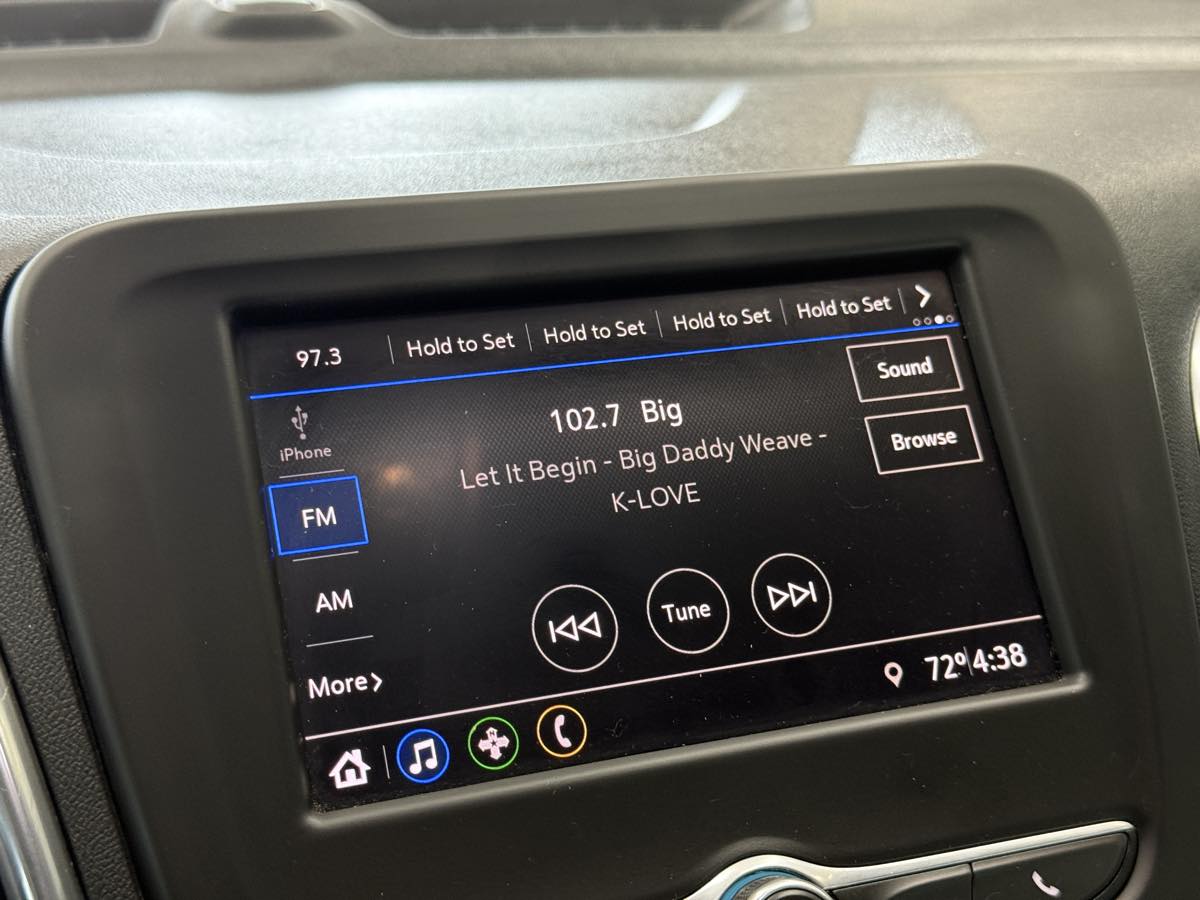 97.3 Hold to Set Hold to Set Hold to Set Hold to Set
iPhone
FM
AM
More
102.7 Big
Let It Begin - Big Daddy Weave -
K-LOVE
Sound
Browse
Tune
72° 4:38